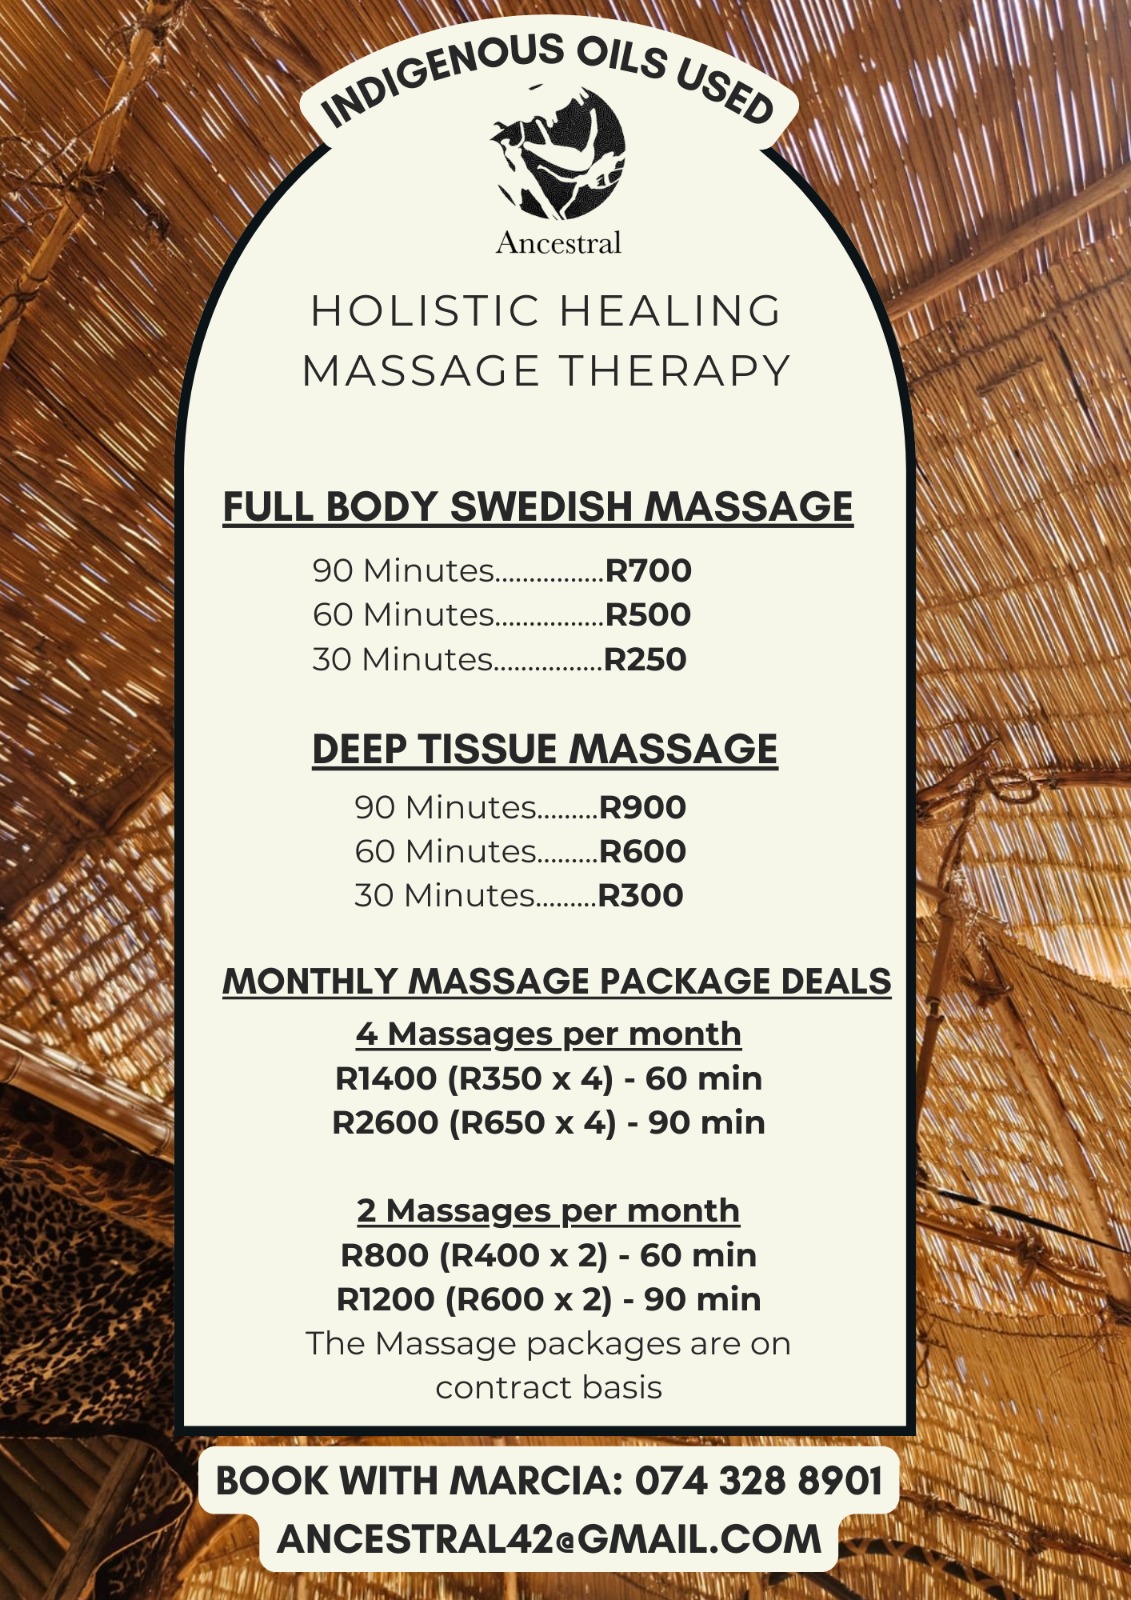 INDIGENOUS OILS USED
Ancestral
HOLISTIC HEALING
MASSAGE THERAPY
FULL BODY SWEDISH MASSAGE
90 Minutes................R700
60 Minutes................R500
30 Minutes................R250
DEEP TISSUE MASSAGE
90 Minutes.........R900
60 Minutes.........R600
30 Minutes.........R300
MONTHLY MASSAGE PACKAGE DEALS
4 Massages per month
R1400 (R350 x 4) - 60 min
R2600 (R650 x 4) - 90 min
2 Massages per month
R800 (R400 x 2) - 60 min
R1200 (R600 x 2) - 90 min
The Massage packages are on
contract basis
BOOK WITH MARCIA: 074 328 8901
ANCESTRAL42@GMAIL.COM